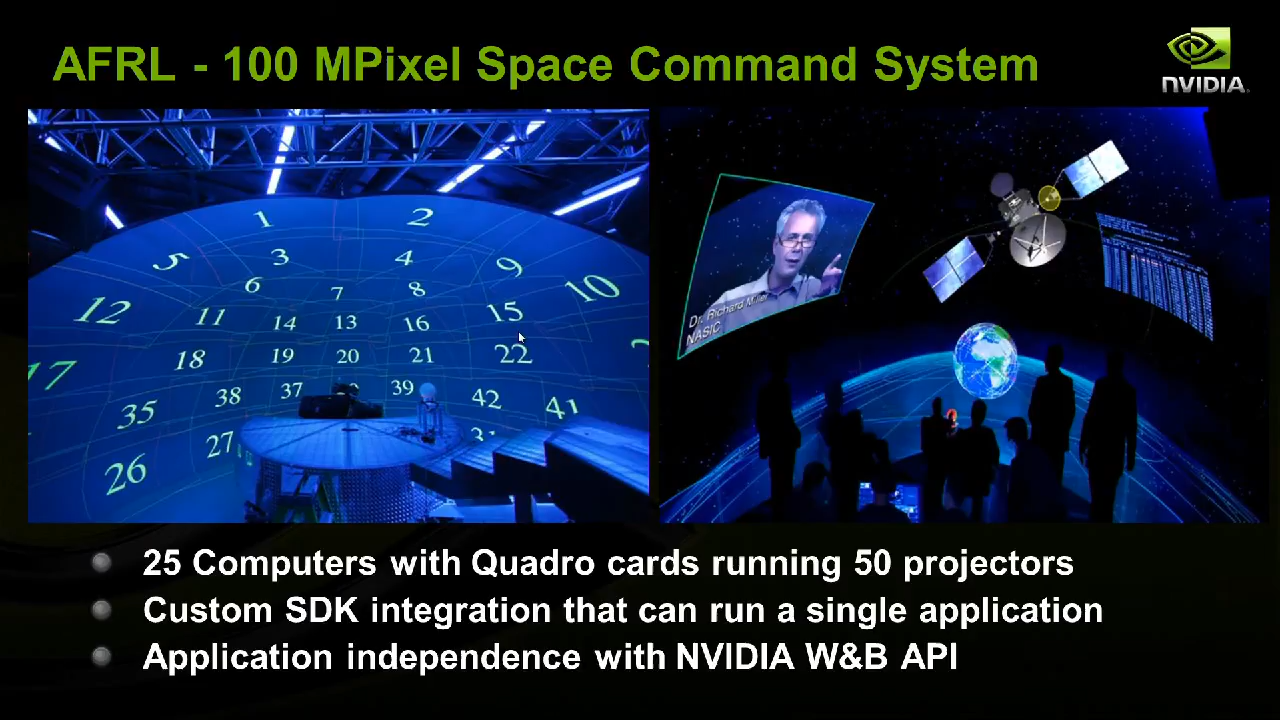 AFRL - 100 MPixel Space Command System
NVIDIA
1 2
5 3 4 9
6 7 8 10
12 11 14 13 16 15
17 18 19 20 21 22
35 38 37 39 42 41
26 27
Dr. Richard Miller
NASIC
25 Computers with Quadro cards running 50 projectors
Custom SDK integration that can run a single application
Application independence with NVIDIA W&B API